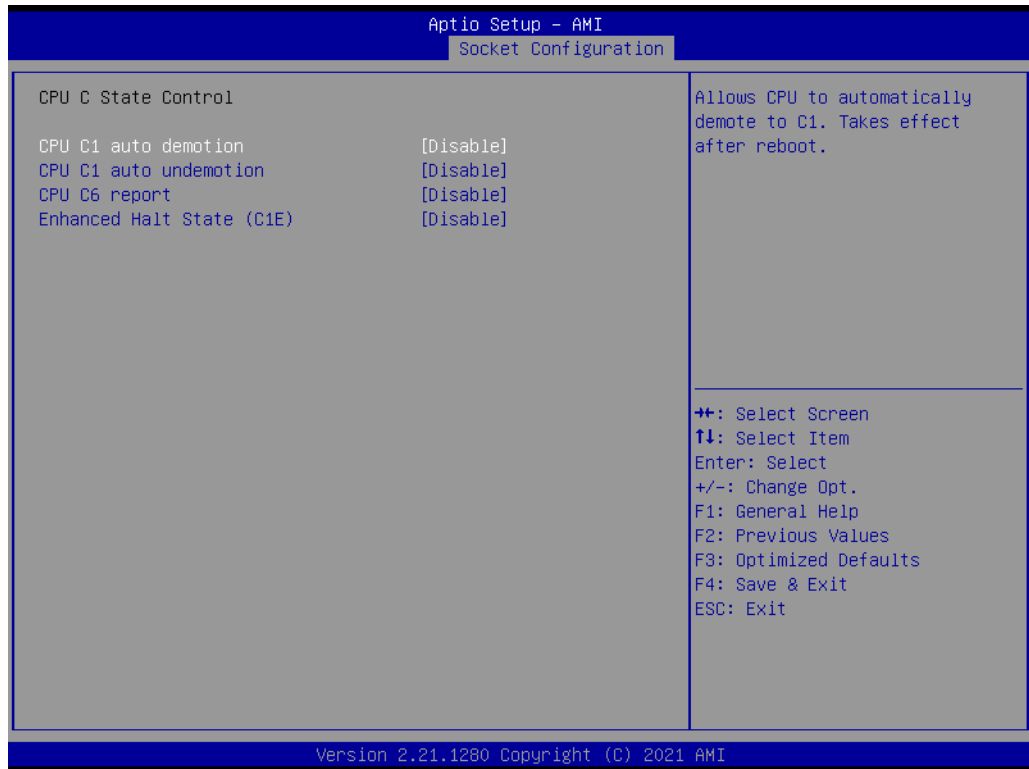 Aptio Setup – AMI
Socket Configuration
CPU C State Control
CPU C1 auto demotion [Disable]
CPU C1 auto undemotion [Disable]
CPU C6 report [Disable]
Enhanced Halt State (C1E) [Disable]
Allows CPU to automatically
demote to C1. Takes effect
after reboot.
→←: Select Screen
↑↓: Select Item
Enter: Select
+/-: Change Opt.
F1: General Help
F2: Previous Values
F3: Optimized Defaults
F4: Save & Exit
ESC: Exit
Version 2.21.1280 Copyright (C) 2021 AMI